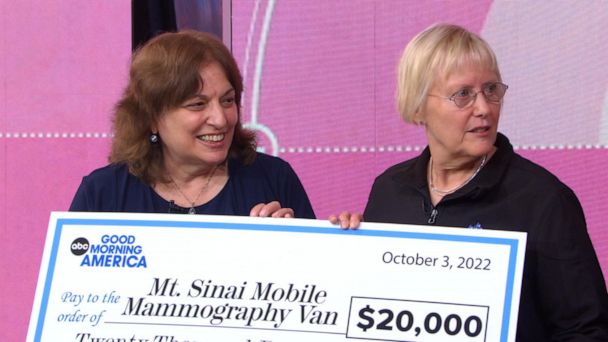 abc GOOD
MORNING
AMERICA
October 3, 2022
Pay to the
order of
Mt. Sinai Mobile
Mammography Van
$20,000
Twenty